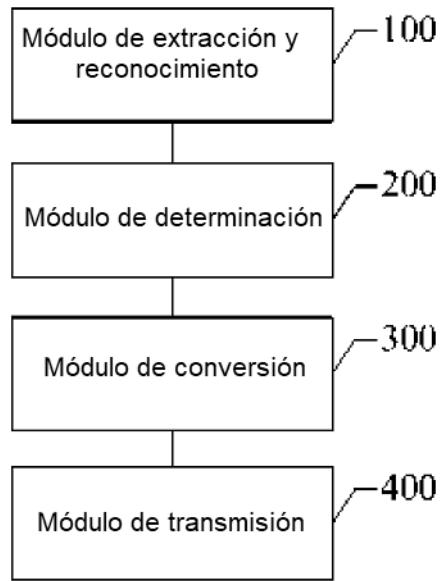 Módulo de extracción y
reconocimiento
100
Módulo de determinación
200
Módulo de conversión
300
Módulo de transmisión
400